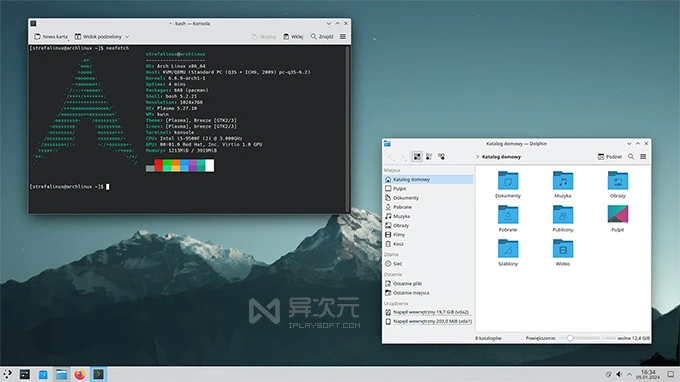 ~ : bash — Konsola
Nowa karta
Widok podzielony
Skopiuj
Wklej
Znajdź
[strefalinux@archlinux ~]$ neofetch
strefalinux@archlinux
---------------------
OS: Arch Linux x86_64
Host: KVM/QEMU (Standard PC (Q35 + ICH9, 2009) pc-q35-6.2)
Kernel: 6.6.9-arch1-1
Uptime: 4 mins
Packages: 668 (pacman)
Shell: bash 5.2.21
Resolution: 1024x768
DE: Plasma 5.27.10
WM: kwin
Theme: [Plasma], Breeze [GTK2/3]
Icons: [Plasma], breeze [GTK2/3]
Terminal: konsole
CPU: Intel i5-9500F (2) @ 3.000GHz
GPU: 00:01.0 Red Hat, Inc. Virtio 1.0 GPU
Memory: 1213MiB / 3919MiB
[strefalinux@archlinux ~]$
Katalog domowy — Dolphin
Katalog domowy
Podziel
Miejsca
Katalog domowy
Pulpit
Dokumenty
Pobrane
Muzyka
Obrazy
Filmy
Kosz
Zdalne
Sieć
Ostatnie
Ostatnie pliki
Ostatnie miejsca
Urządzenia
Napęd wewnętrzny 19,7 GiB (vda2)
Napęd wewnętrzny 203,0 MiB (vda1)
Dokumenty
Muzyka
Obrazy
Pobrane
Publiczny
Pulpit
Szablony
Wideo
8 katalogów
Powiększenie:
wolne 12,4 GiB
异次元
IPLAYSOFT.COM
16:34
05.01.2024